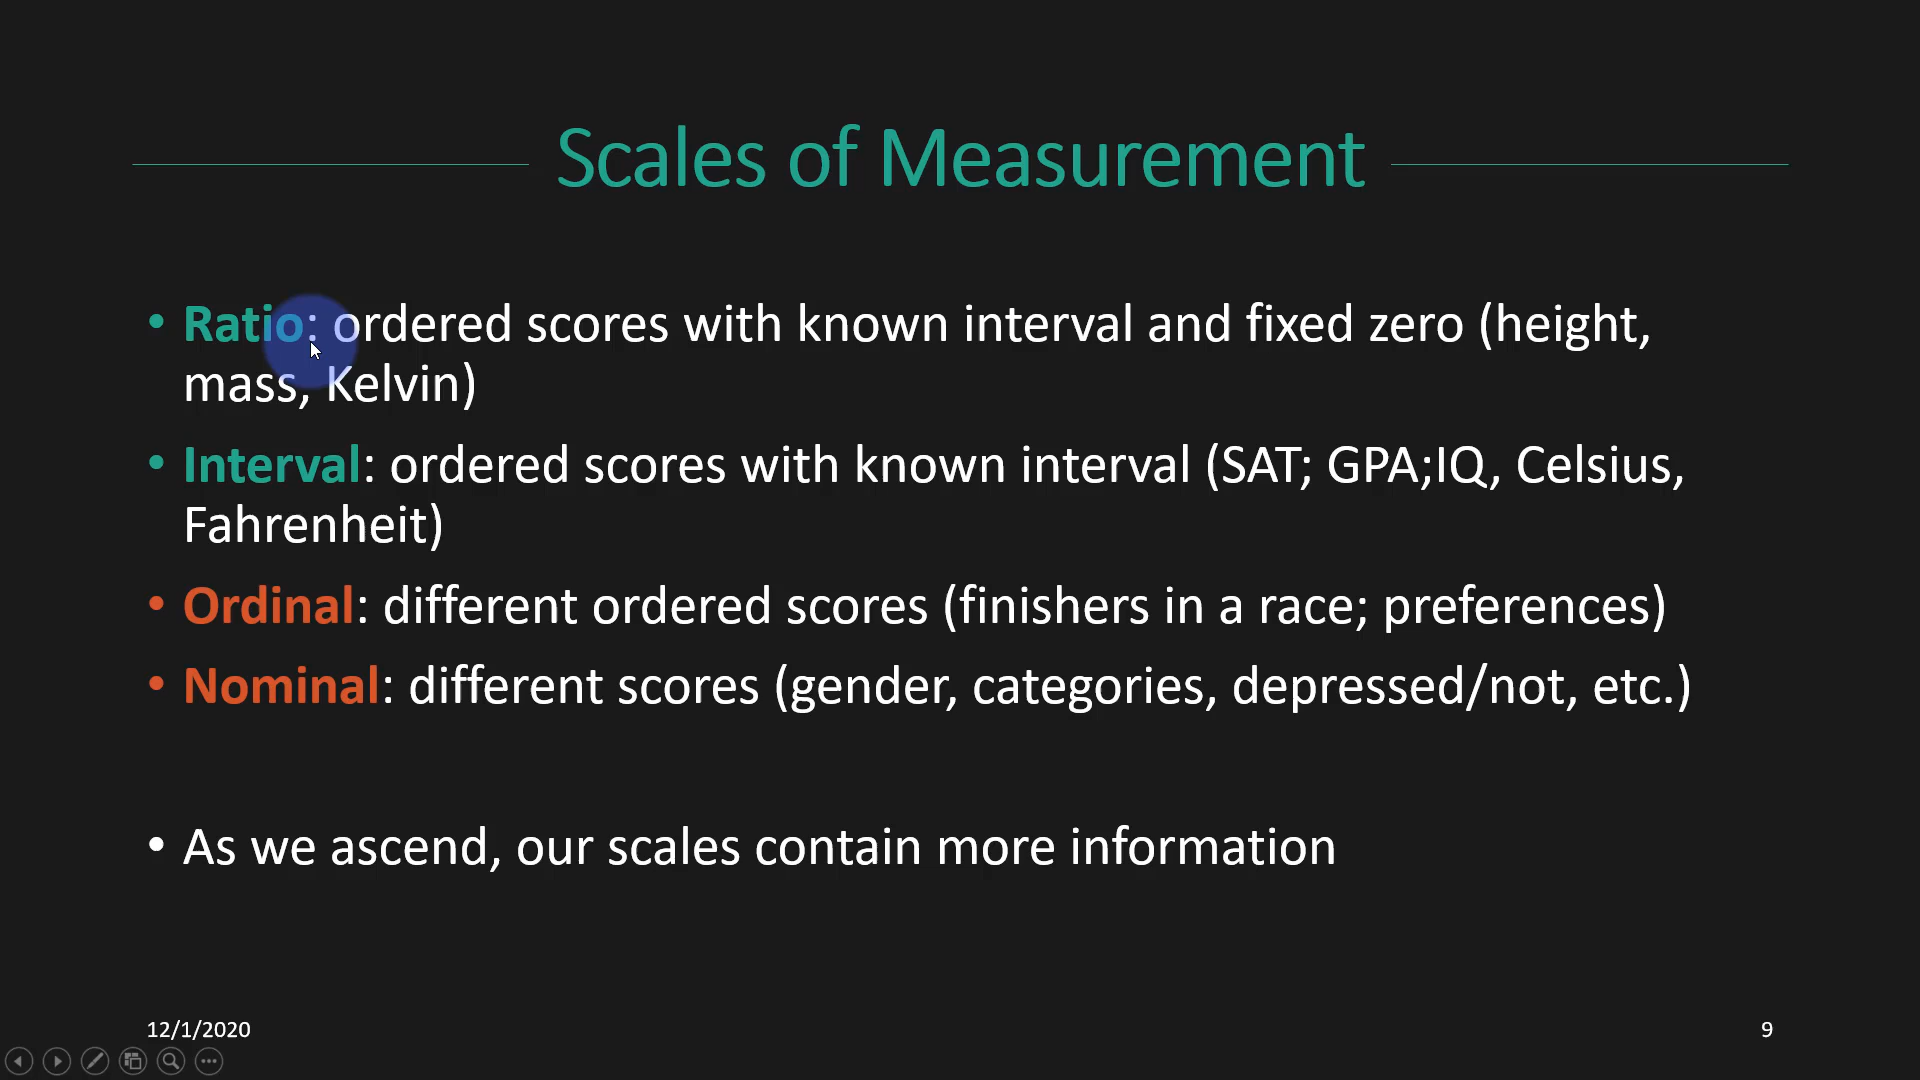 Scales of Measurement
• Ratio: ordered scores with known interval and fixed zero (height,
mass, Kelvin)
• Interval: ordered scores with known interval (SAT; GPA;IQ, Celsius,
Fahrenheit)
• Ordinal: different ordered scores (finishers in a race; preferences)
• Nominal: different scores (gender, categories, depressed/not, etc.)
• As we ascend, our scales contain more information
12/1/2020
9